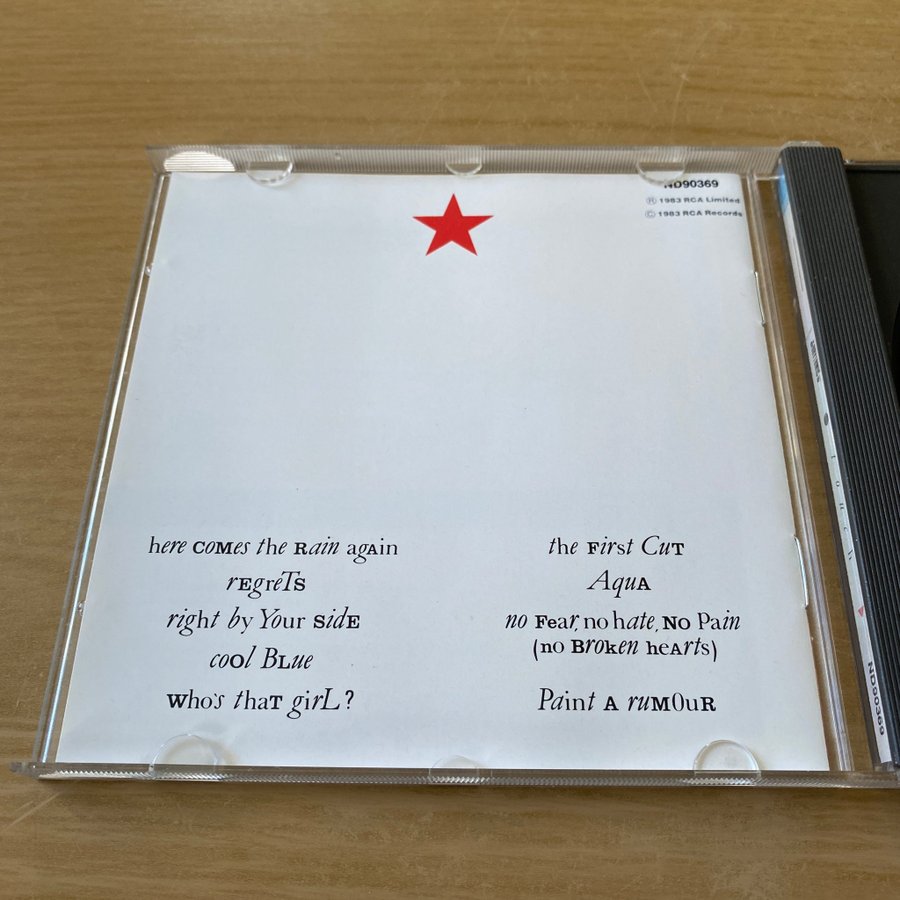 ND90369
Ⓟ 1983 RCA Limited
© 1983 RCA Records
here coMes the Rain agAin
rEgreTs
right by Your SidE
coOl BLue
Who's thaT girL?
the First CuT
AquA
no Fear, no hate, No Pain
(no Broken heArts)
Paint A ruMOuR
ND90369